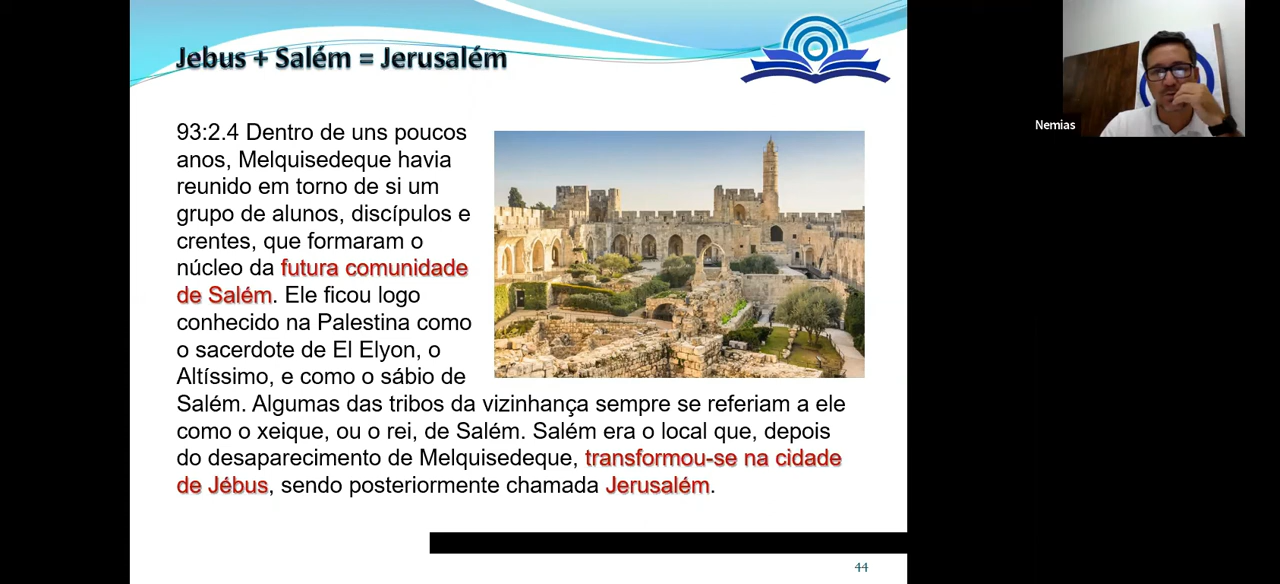 Jebus + Salém = Jerusalém
93:2.4 Dentro de uns poucos
anos, Melquisedeque havia
reunido em torno de si um
grupo de alunos, discípulos e
crentes, que formaram o
núcleo da futura comunidade
de Salém. Ele ficou logo
conhecido na Palestina como
o sacerdote de El Elyon, o
Altíssimo, e como o sábio de
Salém. Algumas das tribos da vizinhança sempre se referiam a ele
como o xeique, ou o rei, de Salém. Salém era o local que, depois
do desaparecimento de Melquisedeque, transformou-se na cidade
de Jébus, sendo posteriormente chamada Jerusalém.
44
Nemias